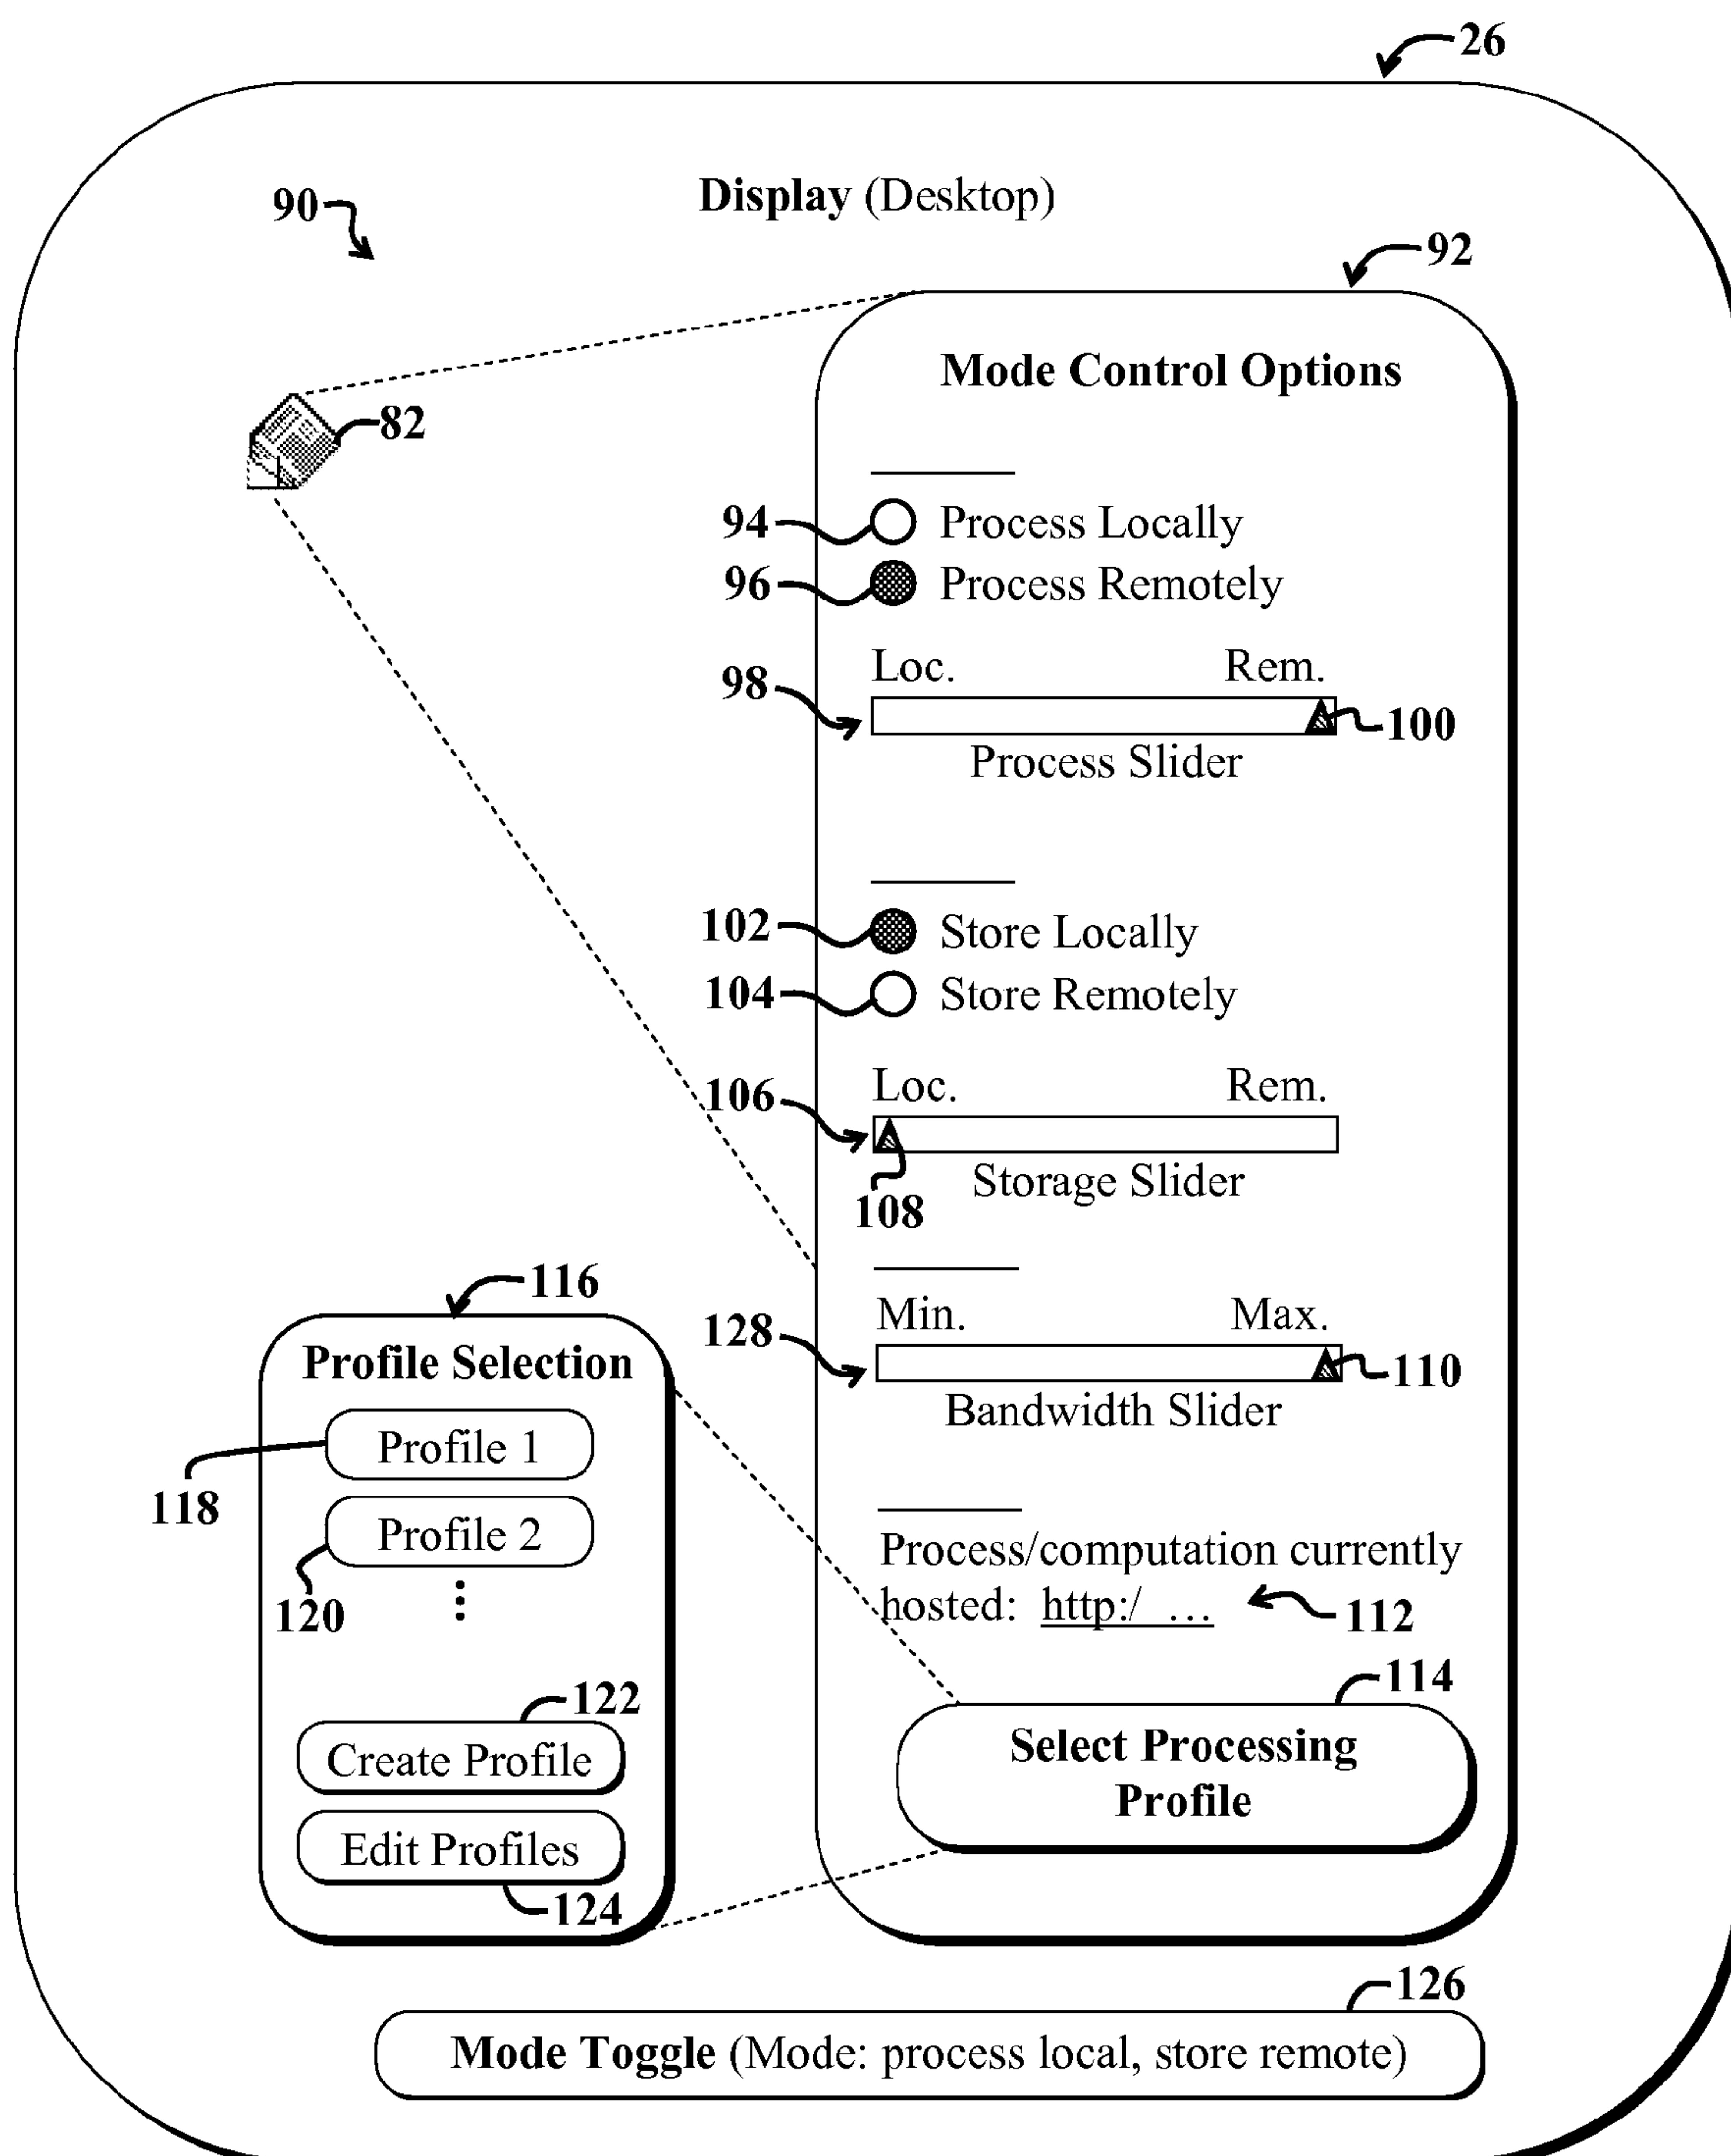 26
Display (Desktop)
90
92
Mode Control Options
82
94 Process Locally
96 Process Remotely
Loc. Rem.
98
100
Process Slider
102 Store Locally
104 Store Remotely
Loc. Rem.
106
108
Storage Slider
Min. Max.
128
110
Bandwidth Slider
Process/computation currently
hosted: http:/ ...
112
114
Select Processing
Profile
116
Profile Selection
Profile 1
118
Profile 2
120
⋮
122
Create Profile
Edit Profiles
124
126
Mode Toggle (Mode: process local, store remote)